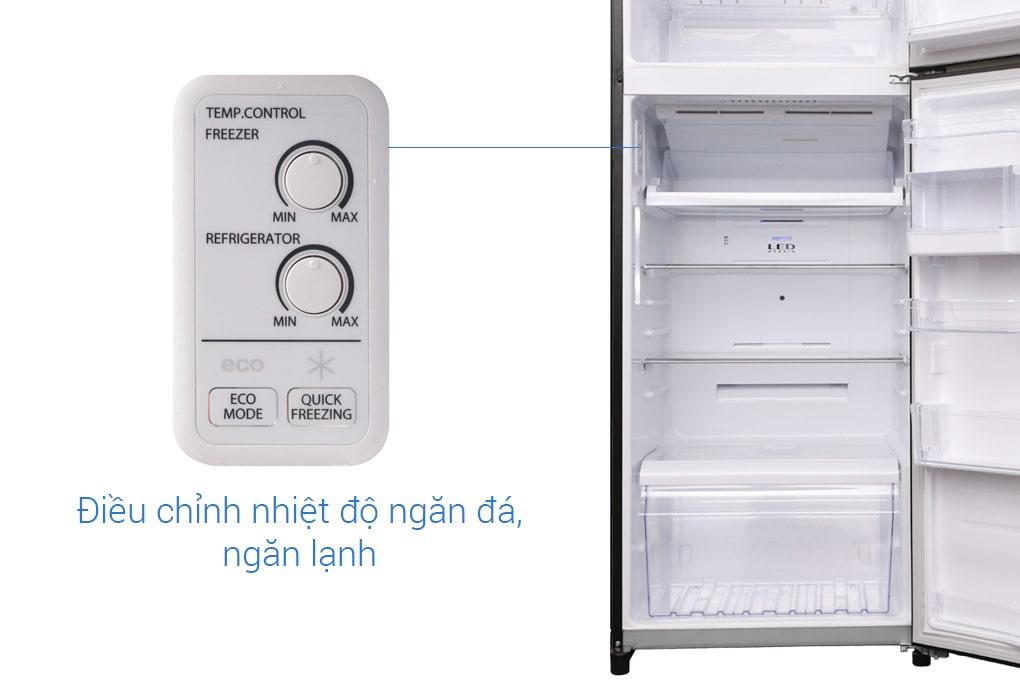 TEMP.CONTROL
FREEZER
MIN MAX
REFRIGERATOR
MIN MAX
eco
ECO MODE
QUICK FREEZING
Điều chỉnh nhiệt độ ngăn đá,
ngăn lạnh
LED
HYBRID